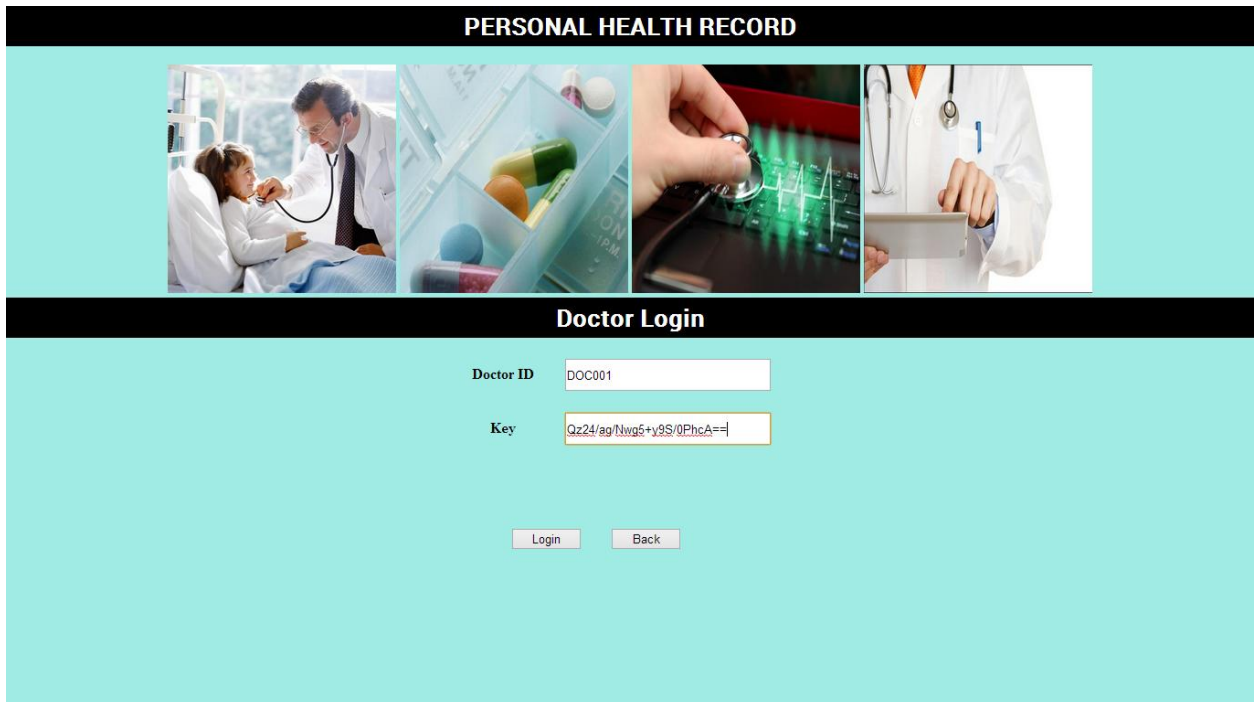 PERSONAL HEALTH RECORD
Doctor Login
Doctor ID
DOC001
Key
Qz24/ag/Nwg5+y9S/0PhcA==
Login
Back